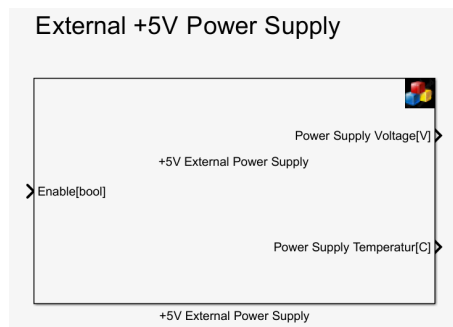 External +5V Power Supply
Power Supply Voltage[V]
+5V External Power Supply
Enable[bool]
Power Supply Temperatur[C]
+5V External Power Supply